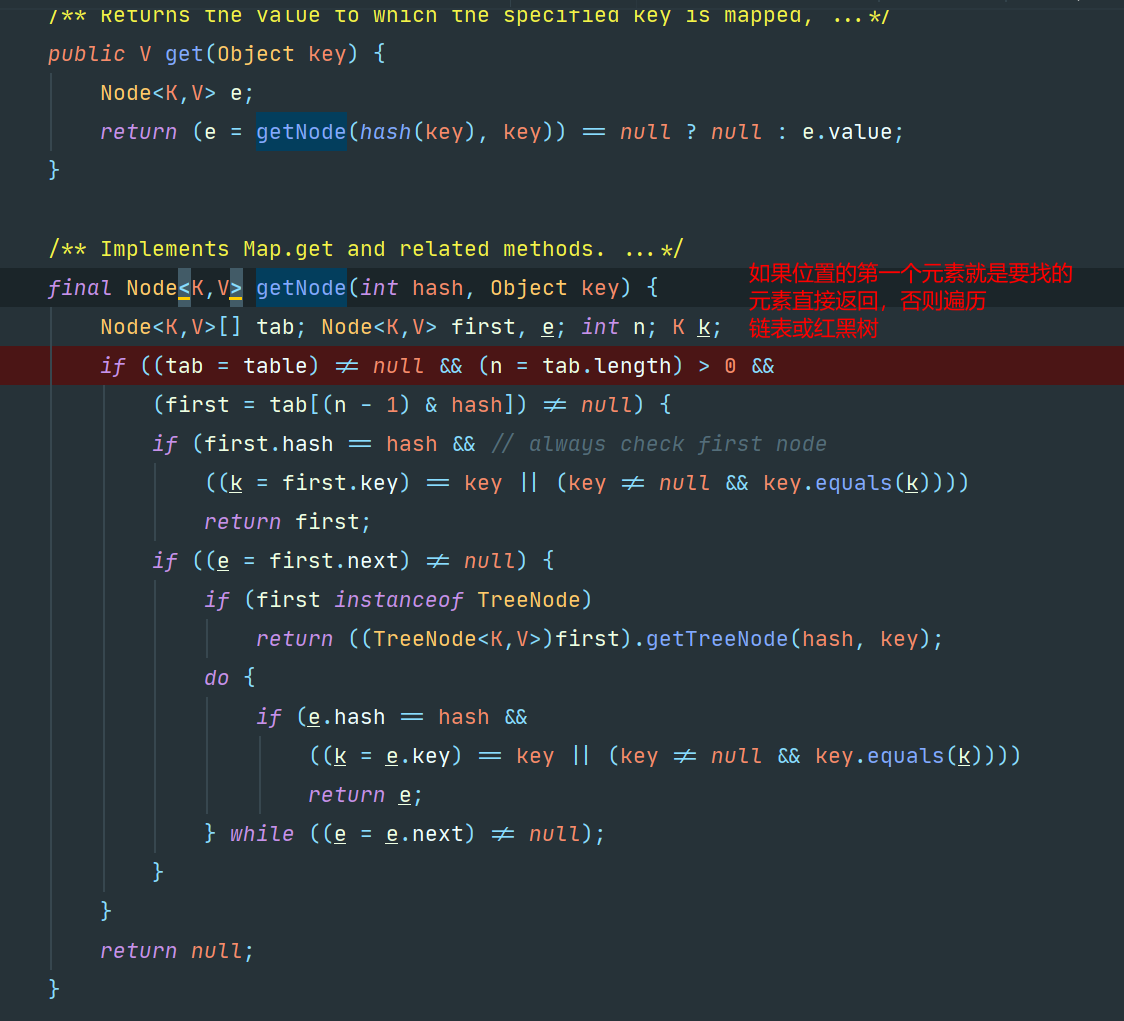 /** Returns the value to which the specified key is mapped, ...*/
public V get(Object key) {
Node<K,V> e;
return (e = getNode(hash(key), key)) == null ? null : e.value;
}
/** Implements Map.get and related methods. ...*/
final Node<K,V> getNode(int hash, Object key) {
如果位置的第一个元素就是要找的
元素直接返回，否则遍历
链表或红黑树
Node<K,V>[] tab; Node<K,V> first, e; int n; K k;
if ((tab = table) != null && (n = tab.length) > 0 &&
(first = tab[(n - 1) & hash]) != null) {
if (first.hash == hash && // always check first node
((k = first.key) == key || (key != null && key.equals(k))))
return first;
if ((e = first.next) != null) {
if (first instanceof TreeNode)
return ((TreeNode<K,V>)first).getTreeNode(hash, key);
do {
if (e.hash == hash &&
((k = e.key) == key || (key != null && key.equals(k))))
return e;
} while ((e = e.next) != null);
}
}
return null;
}